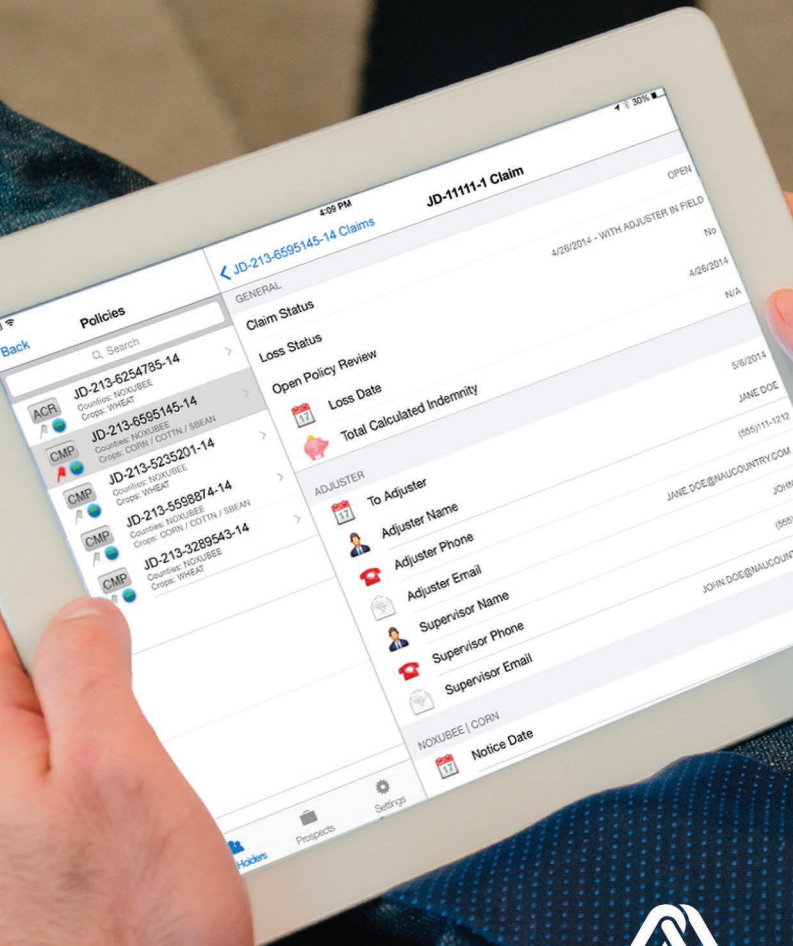 4:09 PM
30%
Back
Policies
Search
ACR
JD-213-6254785-14
Counties: NOXUBEE
Crops: WHEAT
CMP
JD-213-6595145-14
Counties: NOXUBEE
Crops: CORN / COTTN / SBEAN
CMP
JD-213-5235201-14
Counties: NOXUBEE
Crops: WHEAT
CMP
JD-213-5598874-14
Counties: NOXUBEE
Crops: CORN / COTTN / SBEAN
CMP
JD-213-3289543-14
Counties: NOXUBEE
Crops: WHEAT
Holders
Prospects
Settings
JD-213-6595145-14 Claims
JD-11111-1 Claim
GENERAL
Claim Status OPEN
Loss Status 4/26/2014 - WITH ADJUSTER IN FIELD
Open Policy Review No
17 Loss Date 4/26/2014
Total Calculated Indemnity N/A
ADJUSTER
17 To Adjuster 5/6/2014
Adjuster Name JANE DOE
Adjuster Phone (555)111-1212
Adjuster Email JANE.DOE@NAUCOUNTRY.COM
Supervisor Name JOHN
Supervisor Phone (555)
Supervisor Email JOHN.DOE@NAUCOUNT
NOXUBEE | CORN
17 Notice Date